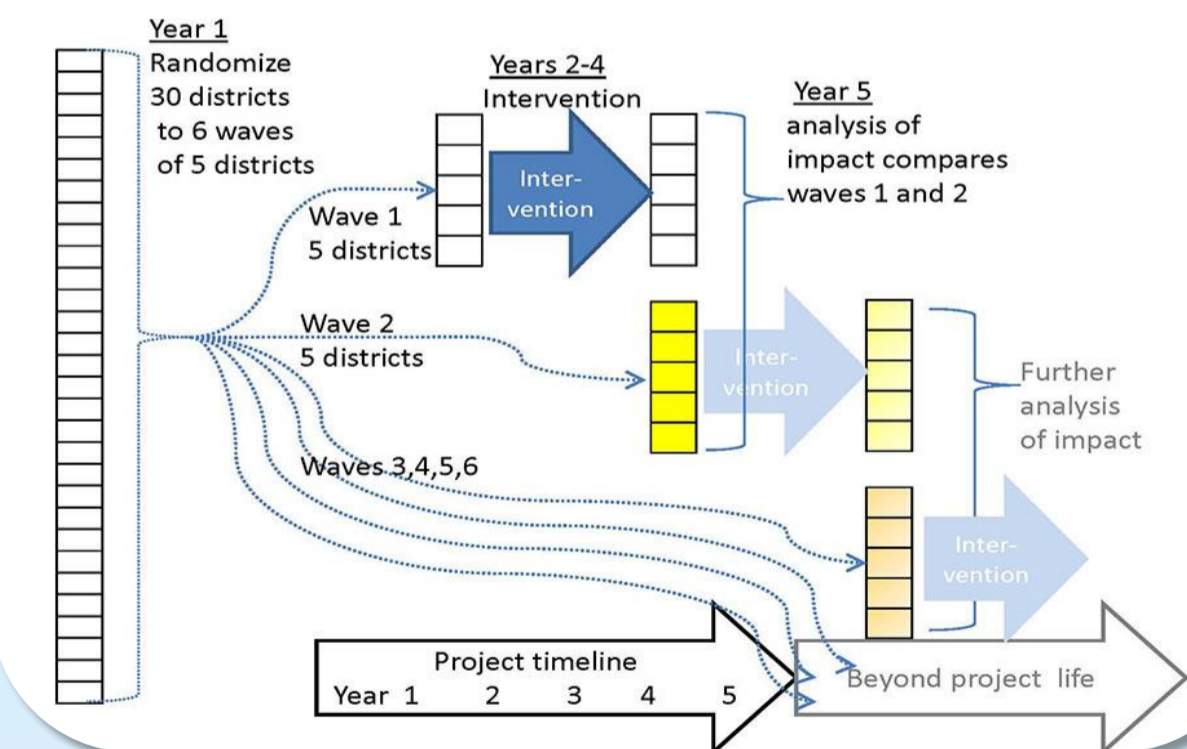 Year 1
Randomize
30 districts
to 6 waves
of 5 districts
Years 2-4
Intervention
Inter-
vention
Year 5
analysis of
impact compares
waves 1 and 2
Wave 1
5 districts
Wave 2
5 districts
Inter-
vention
Further
analysis
of impact
Waves 3,4,5,6
Inter-
vention
Project timeline
Year 1 2 3 4 5
Beyond project life